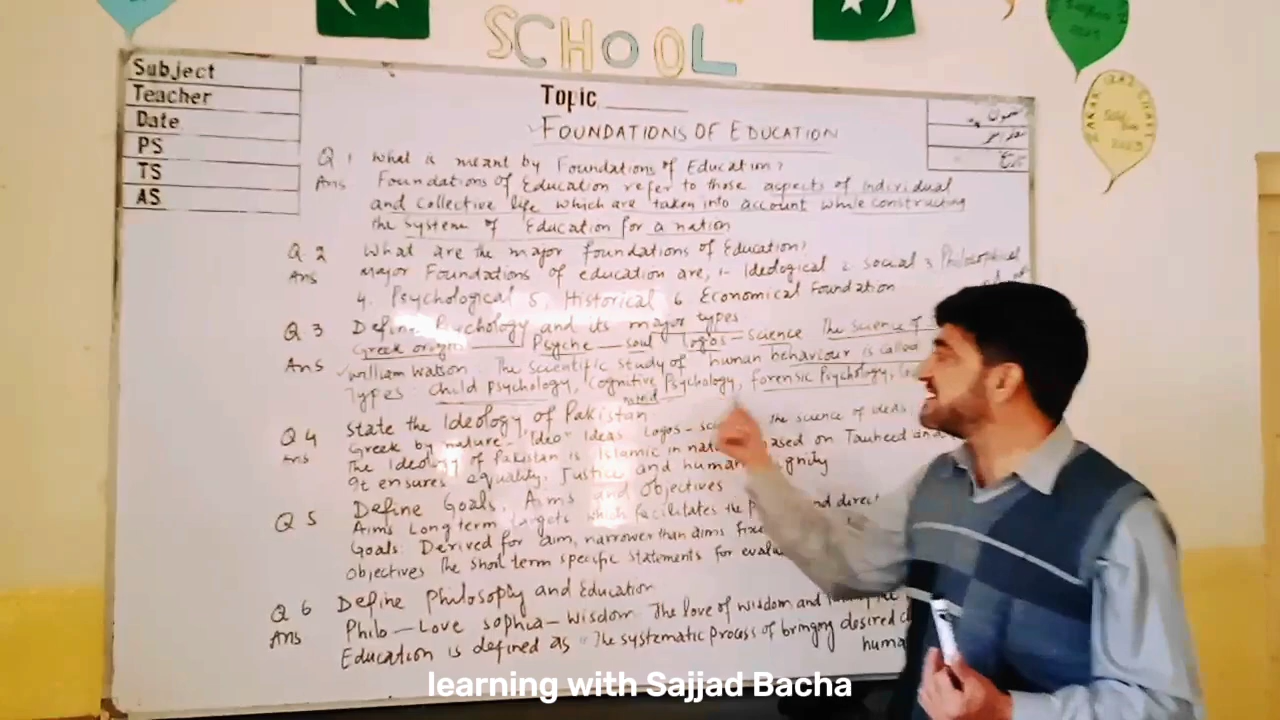 SCHOOL
Subject
Teacher
Date
PS
TS
AS
Topic
FOUNDATIONS OF EDUCATION
Q 1 What is meant by Foundations of Education?
Ans Foundations of Education refer to those aspects of individual
and collective life which are taken into account while constructing
the system of Education for a nation
Q 2 What are the major foundations of Education?
Ans Major Foundations of education are, 1- Ideological 2 Social 3 Philosophical
4. Psychological 5. Historical 6 Economical Foundation
Q 3 Define Psychology and its major types
Greek origin Psyche — soul logos — science The science of
Ans William Watson. The Scientific study of human behaviour is called
Types: Child psychology, Cognitive Psychology, forensic Psychology,
mind
Q 4 State the Ideology of Pakistan
Ans Greek by nature - "Ideo" Ideas Logos - The science of ideas
The Ideology of Pakistan is Islamic in based on Tauheed
It ensures equality, Justice and human
Q 5 Define Goals, Aims and Objectives
Aims Long term targets which facilitates the
Goals: Derived for aim, narrower than aims
Objectives The short term specific statements for
Q 6 Define Philosophy and Education
Ans Philo — Love sophia — wisdom. The love of wisdom and
Education is defined as "The systematic process of bringing desired
learning with Sajjad Bacha